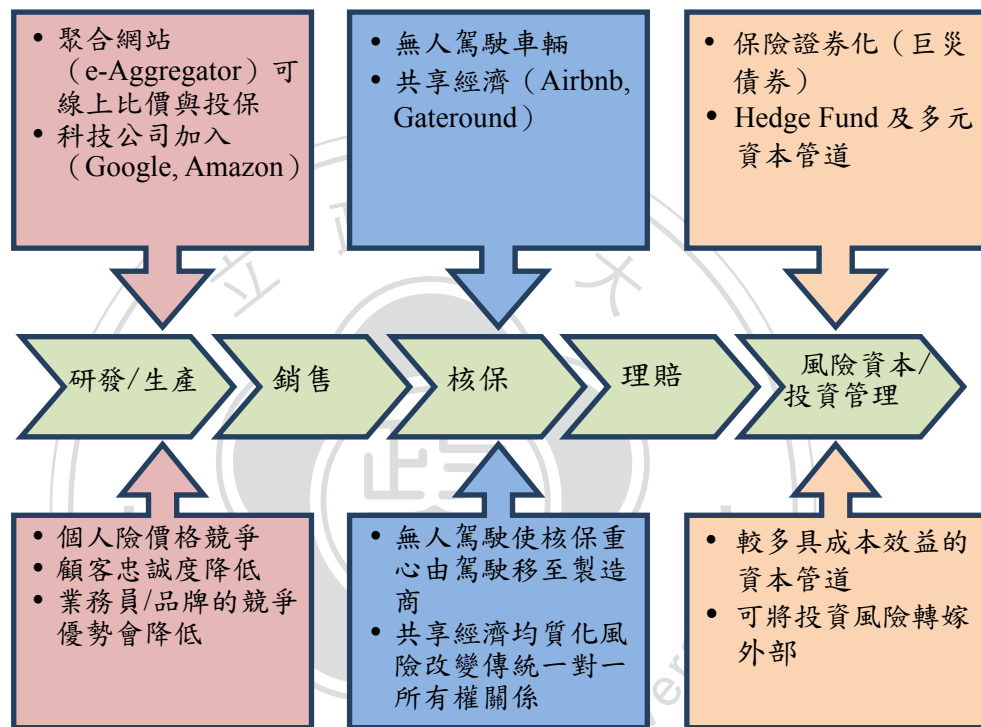 • 聚合網站
（e-Aggregator）可
線上比價與投保
• 科技公司加入
（Google, Amazon）
• 無人駕駛車輛
• 共享經濟（Airbnb,
Gateround）
• 保險證券化（巨災
債券）
• Hedge Fund 及多元
資本管道
立 政 大
研發/生產
銷售
核保
理賠
風險資本/
投資管理
• 個人險價格競爭
• 顧客忠誠度降低
• 業務員/品牌的競爭
優勢會降低
• 無人駕駛使核保重
心由駕駛移至製造
商
• 共享經濟均質化風
險改變傳統一對一
所有權關係
• 較多具成本效益的
資本管道
• 可將投資風險轉嫁
外部